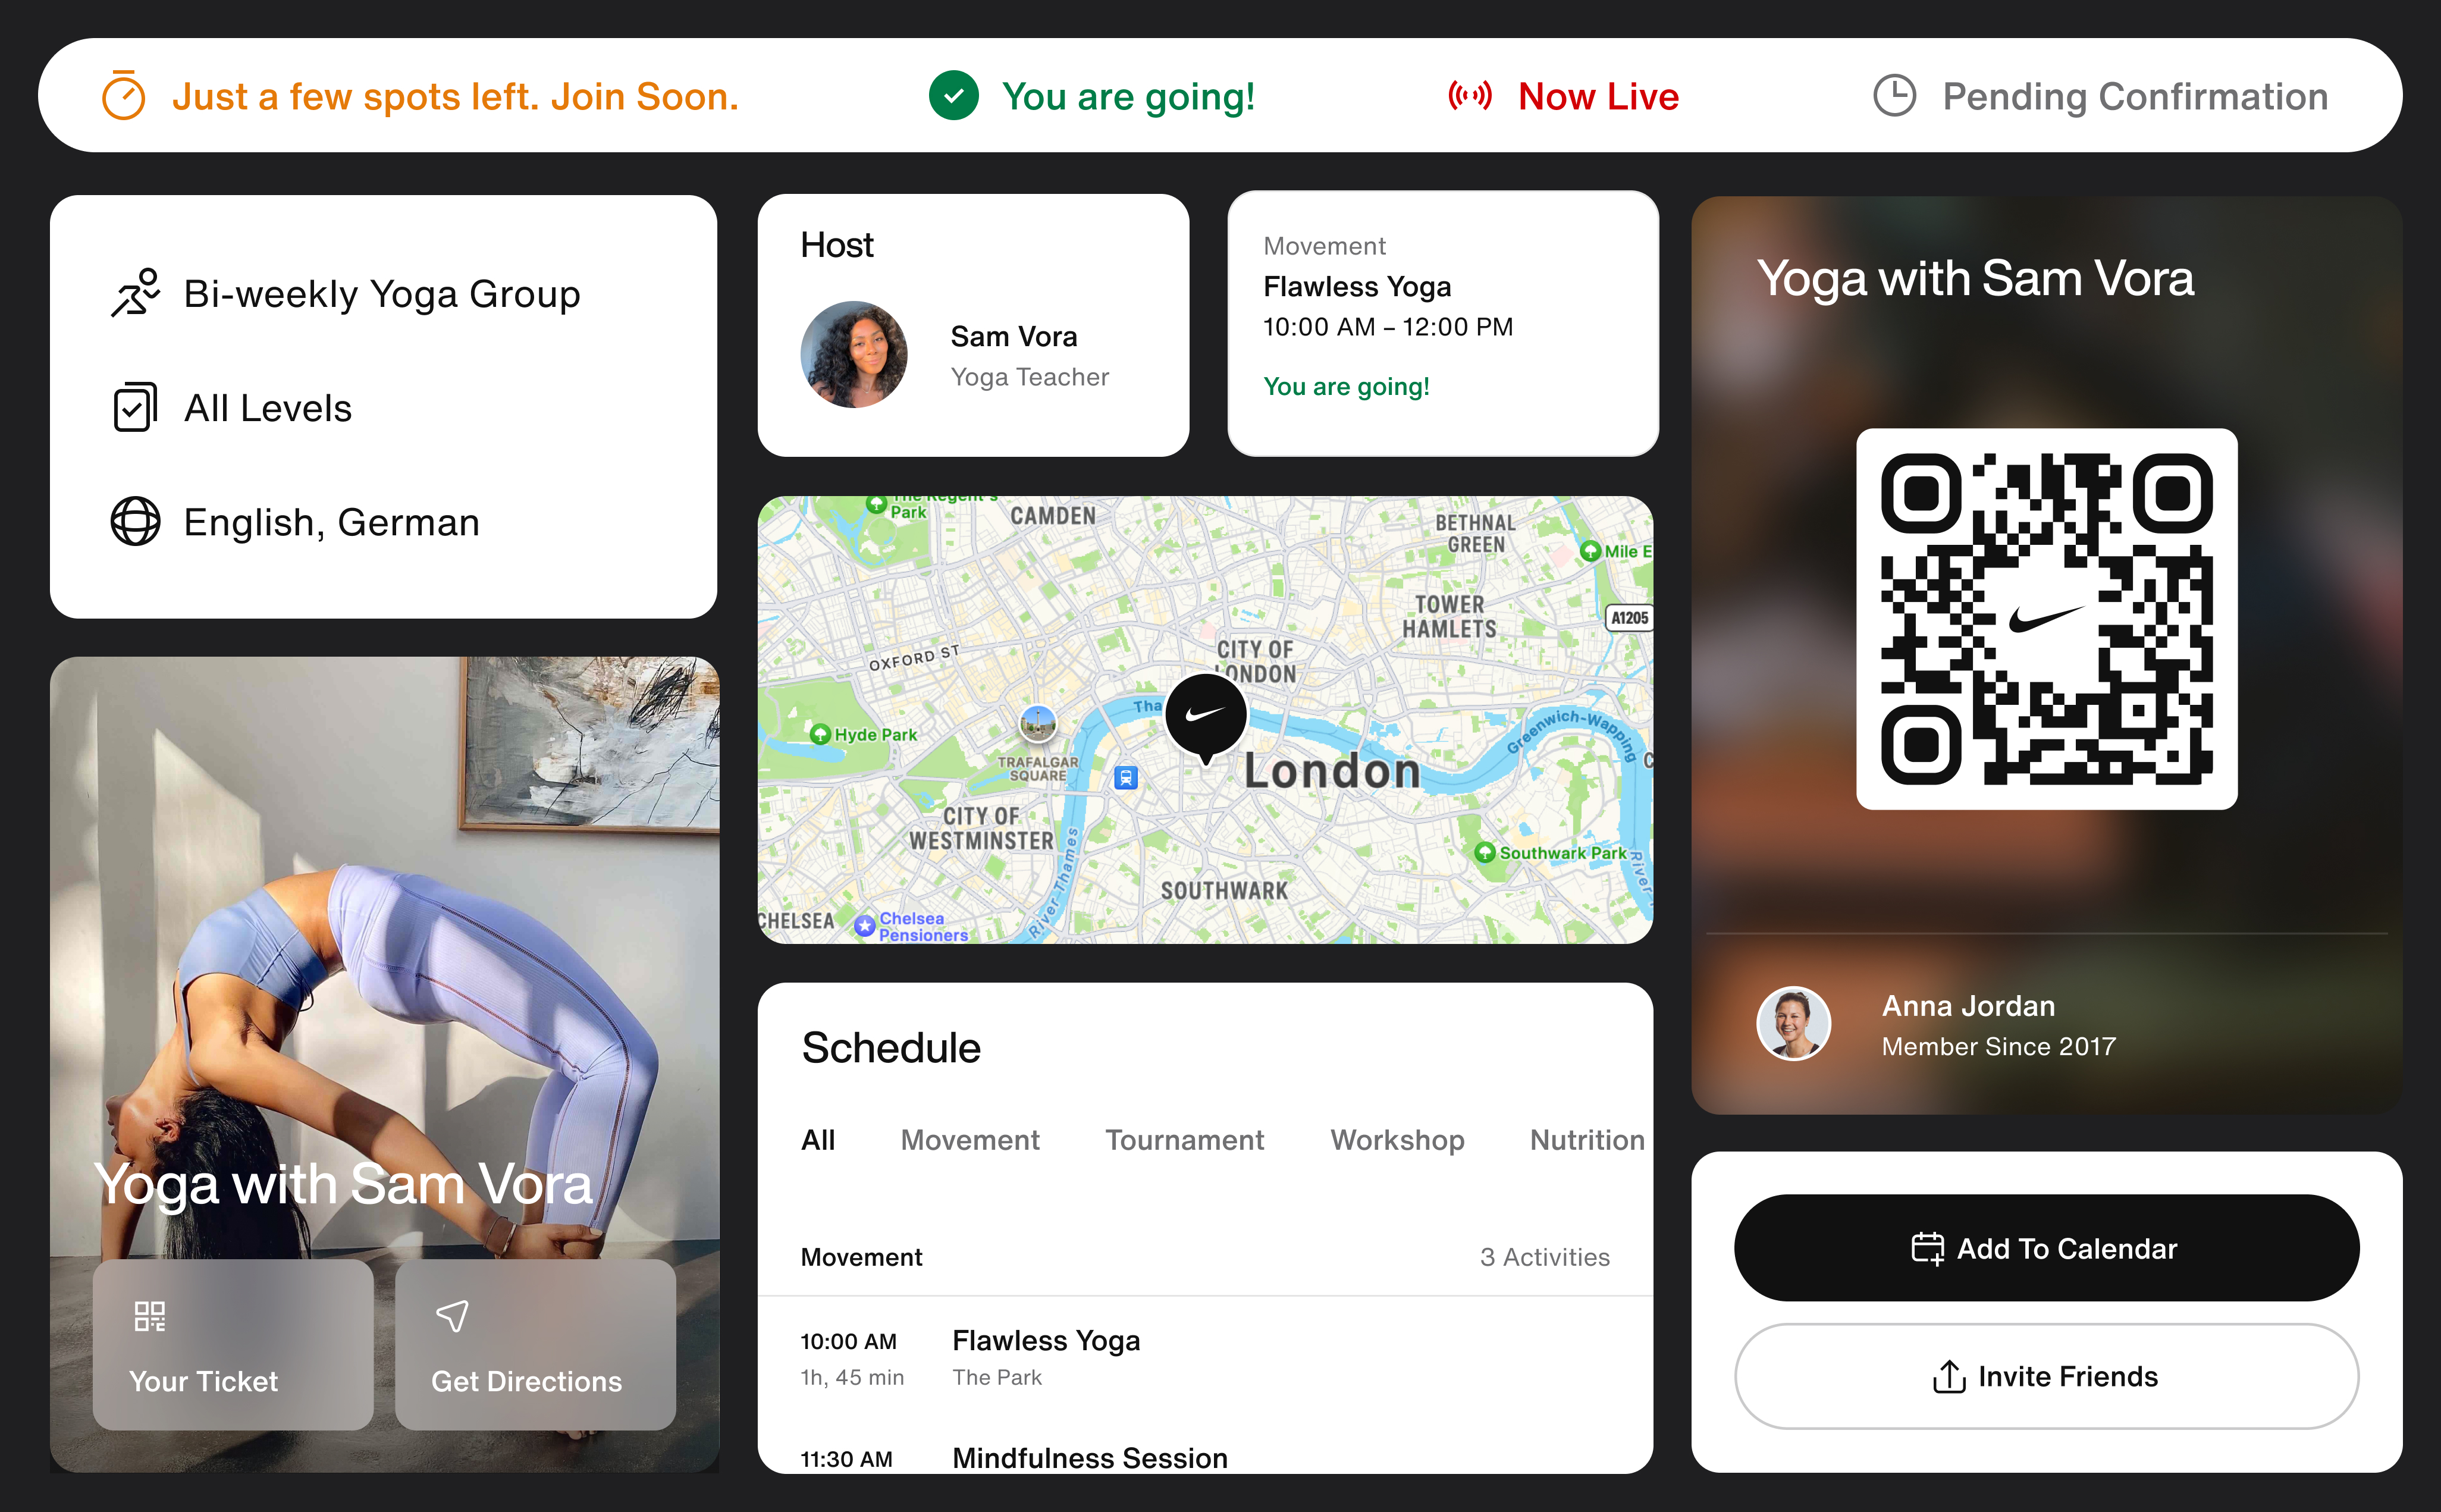 Just a few spots left. Join Soon.
You are going!
Now Live
Pending Confirmation
Bi-weekly Yoga Group
All Levels
English, German
Yoga with Sam Vora
Your Ticket
Get Directions
Host
Sam Vora
Yoga Teacher
Movement
Flawless Yoga
10:00 AM – 12:00 PM
You are going!
The Regent's
Park
CAMDEN
BETHNAL
GREEN
Mile E
TOWER
HAMLETS
A1205
OXFORD ST
CITY OF
LONDON
Tha
Hyde Park
Greenwich-Wapping
TRAFALGAR
SQUARE
London
C
CITY OF
WESTMINSTER
River Thames
Southwark Park
River
SOUTHWARK
CHELSEA
Chelsea
Pensioners
Schedule
All
Movement
Tournament
Workshop
Nutrition
Movement
3 Activities
10:00 AM
Flawless Yoga
1h, 45 min
The Park
11:30 AM
Mindfulness Session
Yoga with Sam Vora
Anna Jordan
Member Since 2017
Add To Calendar
Invite Friends